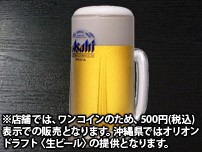 Asahi
※店舗では、ワンコインのため、500円(税込)
表示での販売となります。沖縄県ではオリオン
ドラフト〈生ビール〉の提供となります。